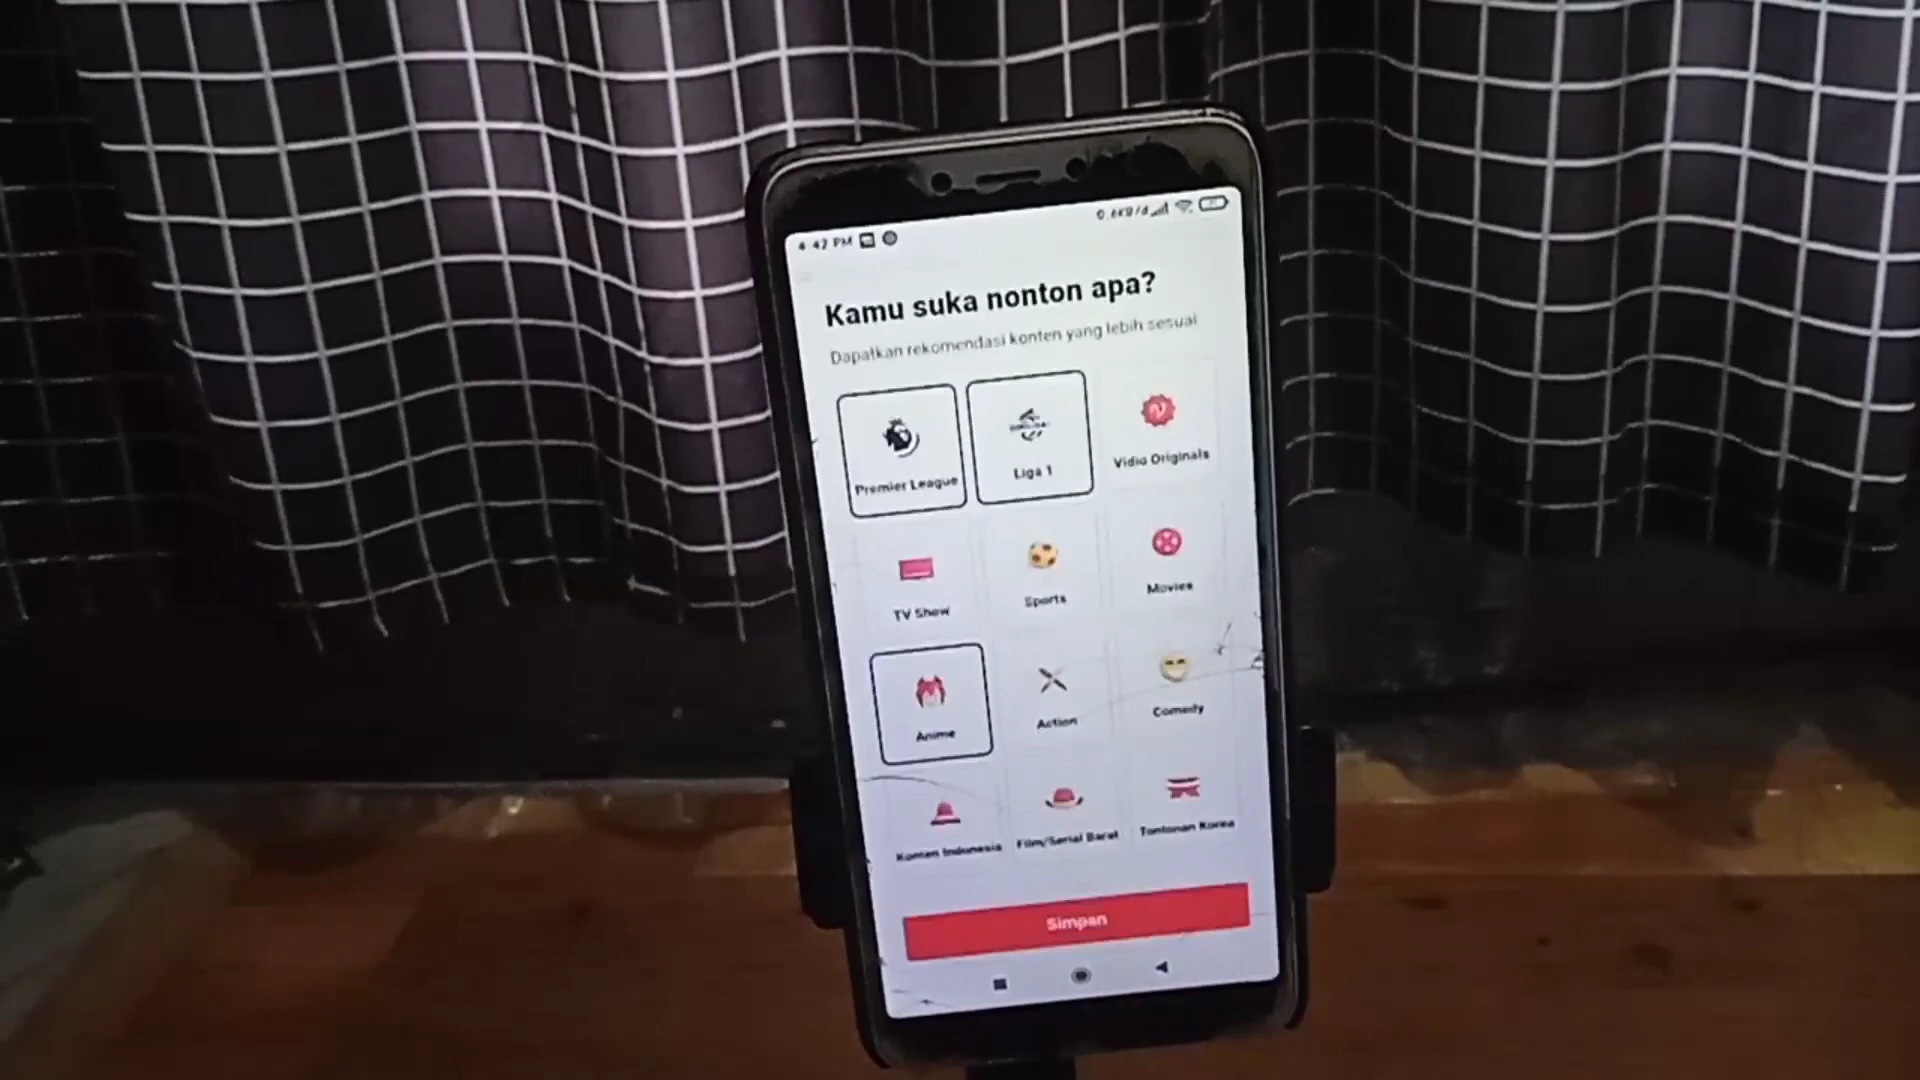 4:42 PM
Kamu suka nonton apa?
Dapatkan rekomendasi konten yang lebih sesuai
Premier League
Liga 1
Vidio Originals
TV Show
Sports
Movies
Anime
Action
Comedy
Konten Indonesia
Film/Serial Barat
Tontonan Korea
Simpan